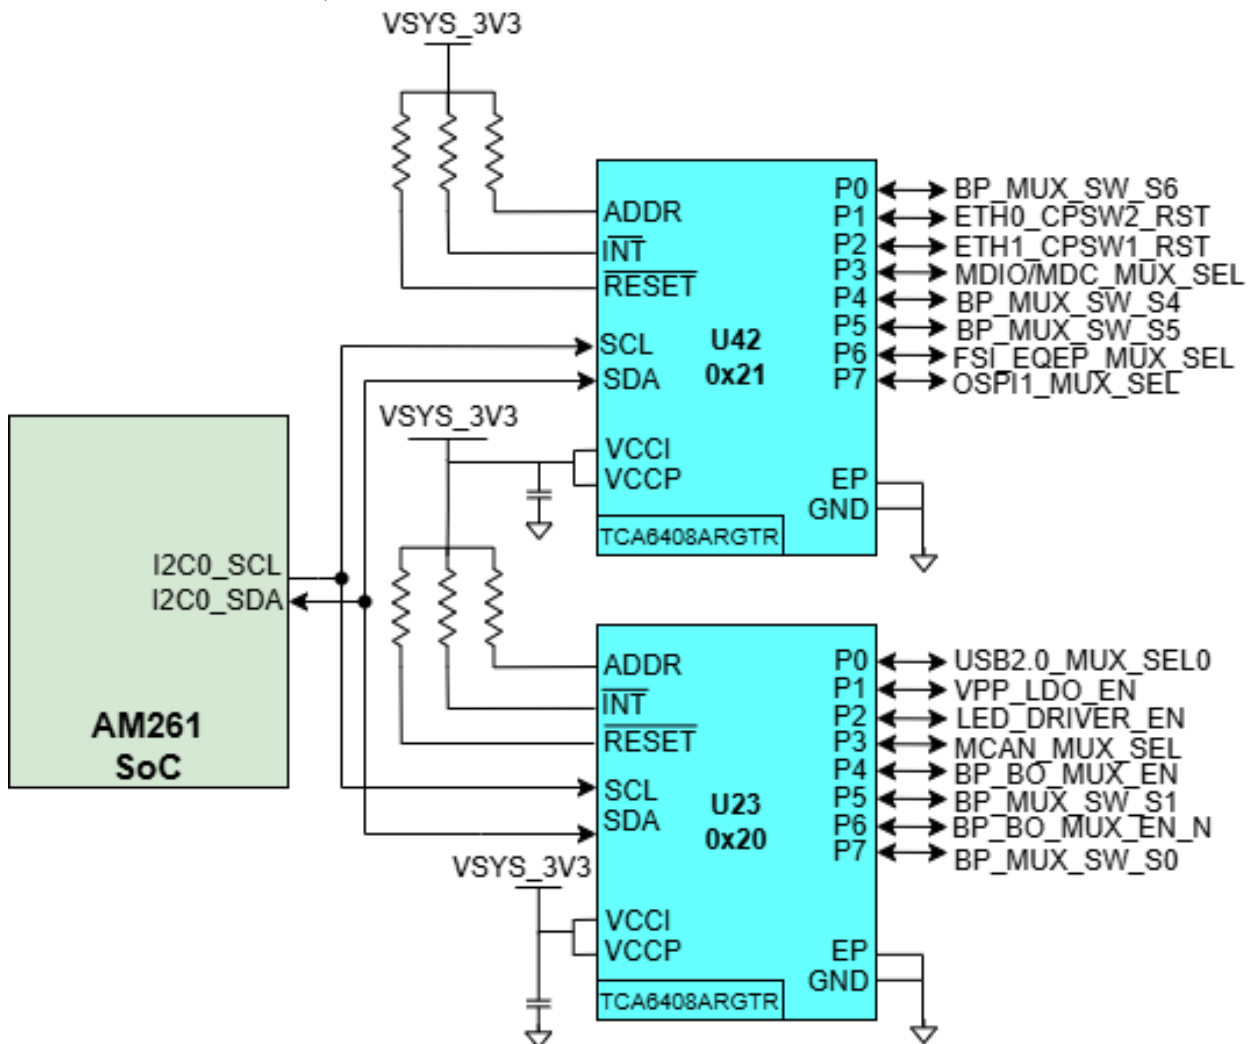 VSYS_3V3
ADDR
INT
RESET
SCL
SDA
U42
0x21
VCCI
VCCP
TCA6408ARGTR
EP
GND
P0
P1
P2
P3
P4
P5
P6
P7
BP_MUX_SW_S6
ETH0_CPSW2_RST
ETH1_CPSW1_RST
MDIO/MDC_MUX_SEL
BP_MUX_SW_S4
BP_MUX_SW_S5
FSI_EQEP_MUX_SEL
OSPI1_MUX_SEL
VSYS_3V3
I2C0_SCL
I2C0_SDA
AM261
SoC
ADDR
INT
RESET
SCL
SDA
U23
0x20
VSYS_3V3
VCCI
VCCP
TCA6408ARGTR
EP
GND
P0
P1
P2
P3
P4
P5
P6
P7
USB2.0_MUX_SEL0
VPP_LDO_EN
LED_DRIVER_EN
MCAN_MUX_SEL
BP_BO_MUX_EN
BP_MUX_SW_S1
BP_BO_MUX_EN_N
BP_MUX_SW_S0